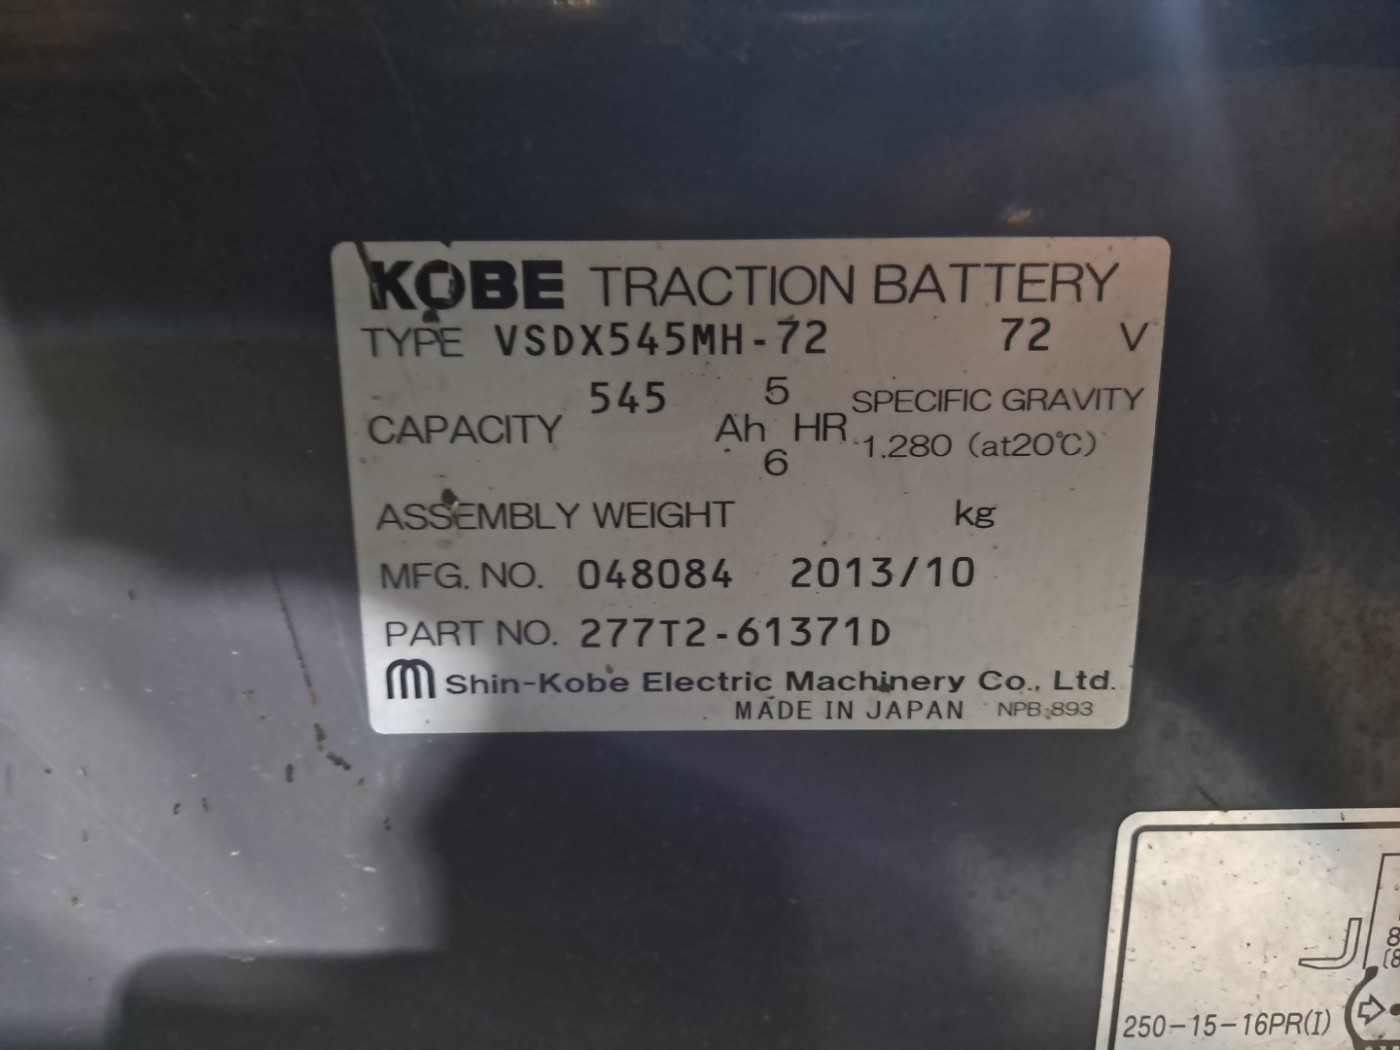 KOBE TRACTION BATTERY
TYPE VSDX545MH-72 72 V
CAPACITY 545 Ah 5 HR
6
SPECIFIC GRAVITY
1.280 (at20℃)
ASSEMBLY WEIGHT kg
MFG. NO. 048084 2013/10
PART NO. 277T2-61371D
Shin-Kobe Electric Machinery Co., Ltd.
MADE IN JAPAN NPB 893
8
(8
250-15-16PR(I)